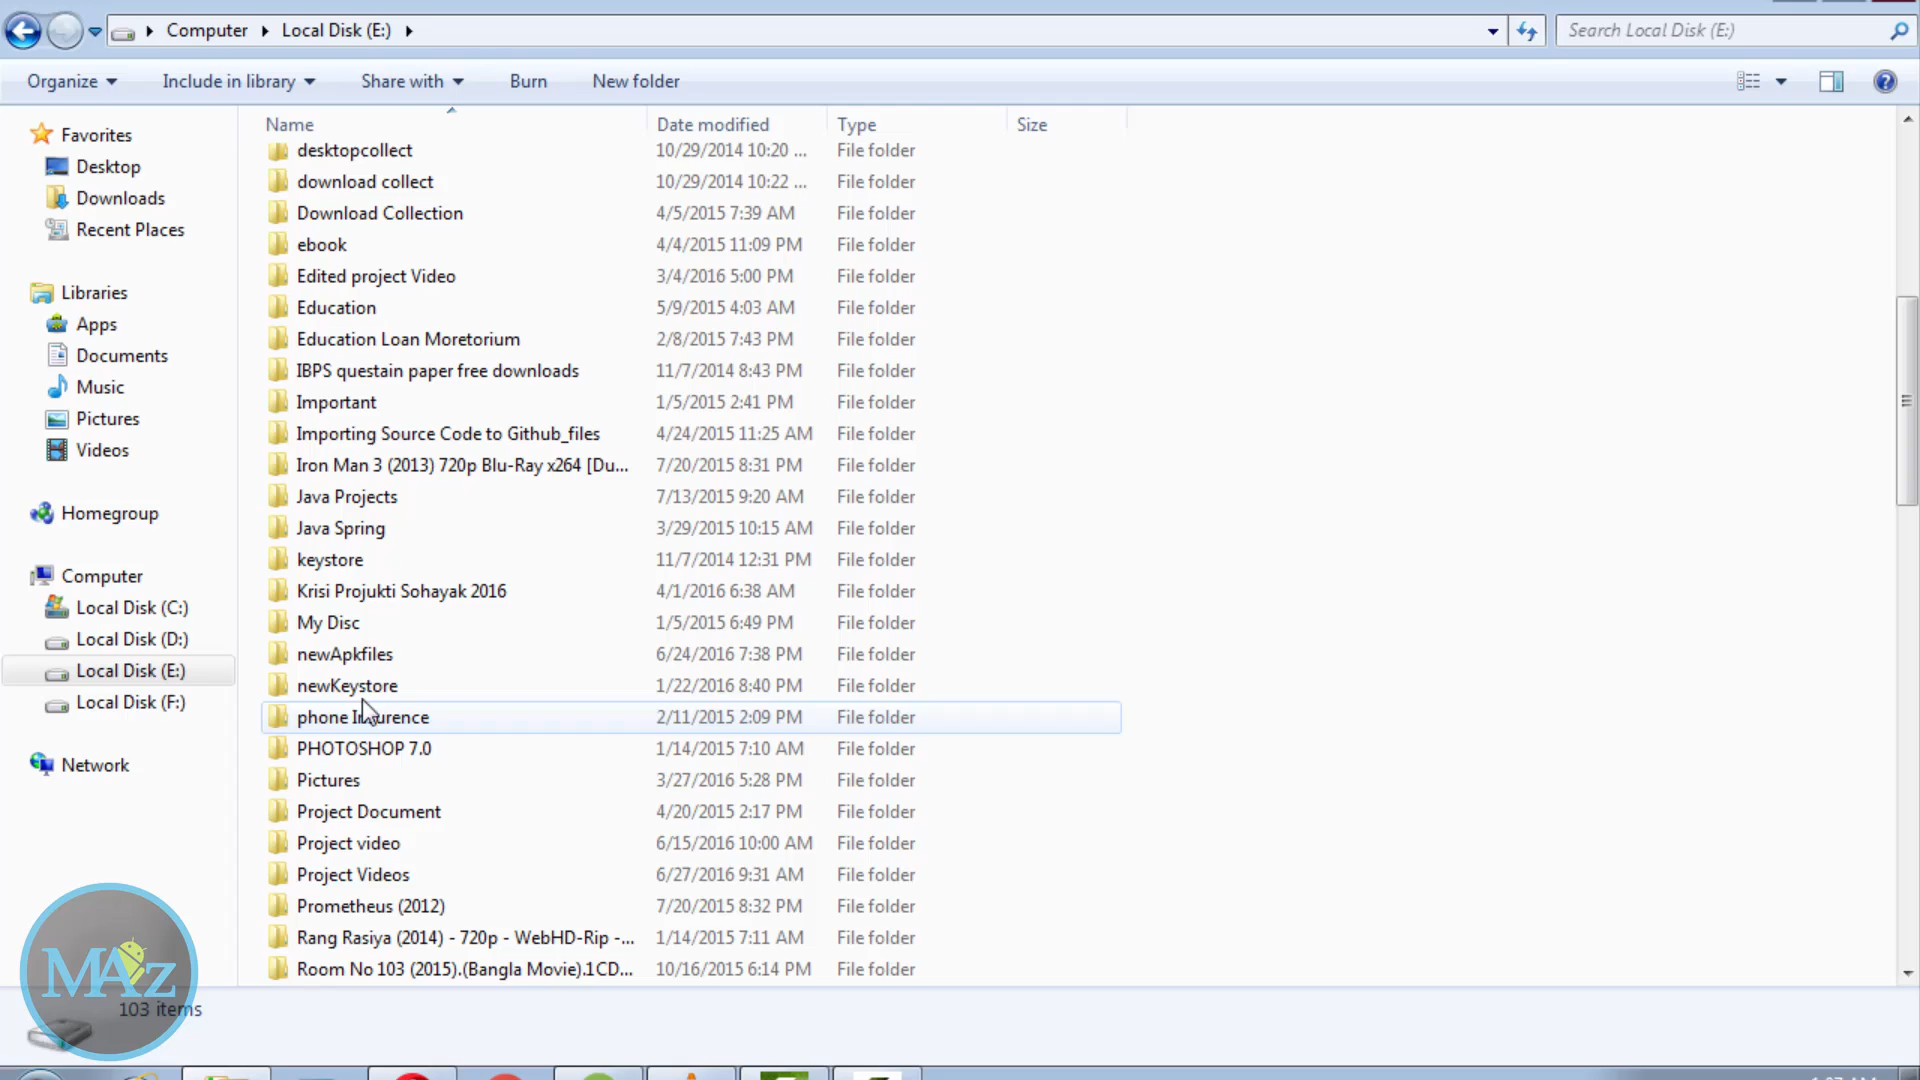 Computer Local Disk (E:)
Search Local Disk (E:)
Organize Include in library Share with Burn New folder
Favorites
Desktop
Downloads
Recent Places
Libraries
Apps
Documents
Music
Pictures
Videos
Homegroup
Computer
Local Disk (C:)
Local Disk (D:)
Local Disk (E:)
Local Disk (F:)
Network
Name Date modified Type Size
desktopcollect 10/29/2014 10:20 ... File folder
download collect 10/29/2014 10:22 ... File folder
Download Collection 4/5/2015 7:39 AM File folder
ebook 4/4/2015 11:09 PM File folder
Edited project Video 3/4/2016 5:00 PM File folder
Education 5/9/2015 4:03 AM File folder
Education Loan Moretorium 2/8/2015 7:43 PM File folder
IBPS questain paper free downloads 11/7/2014 8:43 PM File folder
Important 1/5/2015 2:41 PM File folder
Importing Source Code to Github_files 4/24/2015 11:25 AM File folder
Iron Man 3 (2013) 720p Blu-Ray x264 [Du... 7/20/2015 8:31 PM File folder
Java Projects 7/13/2015 9:20 AM File folder
Java Spring 3/29/2015 10:15 AM File folder
keystore 11/7/2014 12:31 PM File folder
Krisi Projukti Sohayak 2016 4/1/2016 6:38 AM File folder
My Disc 1/5/2015 6:49 PM File folder
newApkfiles 6/24/2016 7:38 PM File folder
newKeystore 1/22/2016 8:40 PM File folder
phone 2/11/2015 2:09 PM File folder
PHOTOSHOP 7.0 1/14/2015 7:10 AM File folder
Pictures 3/27/2016 5:28 PM File folder
Project Document 4/20/2015 2:17 PM File folder
Project video 6/15/2016 10:00 AM File folder
Project Videos 6/27/2016 9:31 AM File folder
Prometheus (2012) 7/20/2015 8:32 PM File folder
Rang Rasiya (2014) - 720p - WebHD-Rip -... 1/14/2015 7:11 AM File folder
Room No 103 (2015).(Bangla Movie).1CD... 10/16/2015 6:14 PM File folder
MAz
103 items